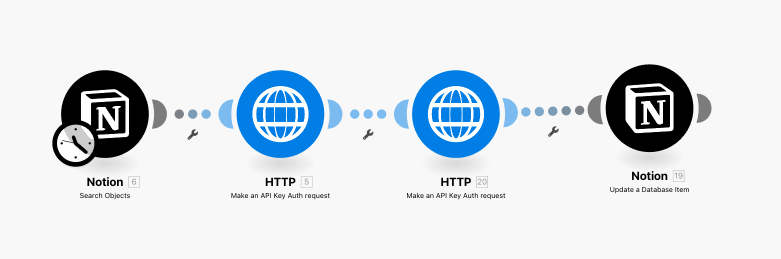 Notion 6
Search Objects
HTTP 5
Make an API Key Auth request
HTTP 20
Make an API Key Auth request
Notion 19
Update a Database Item